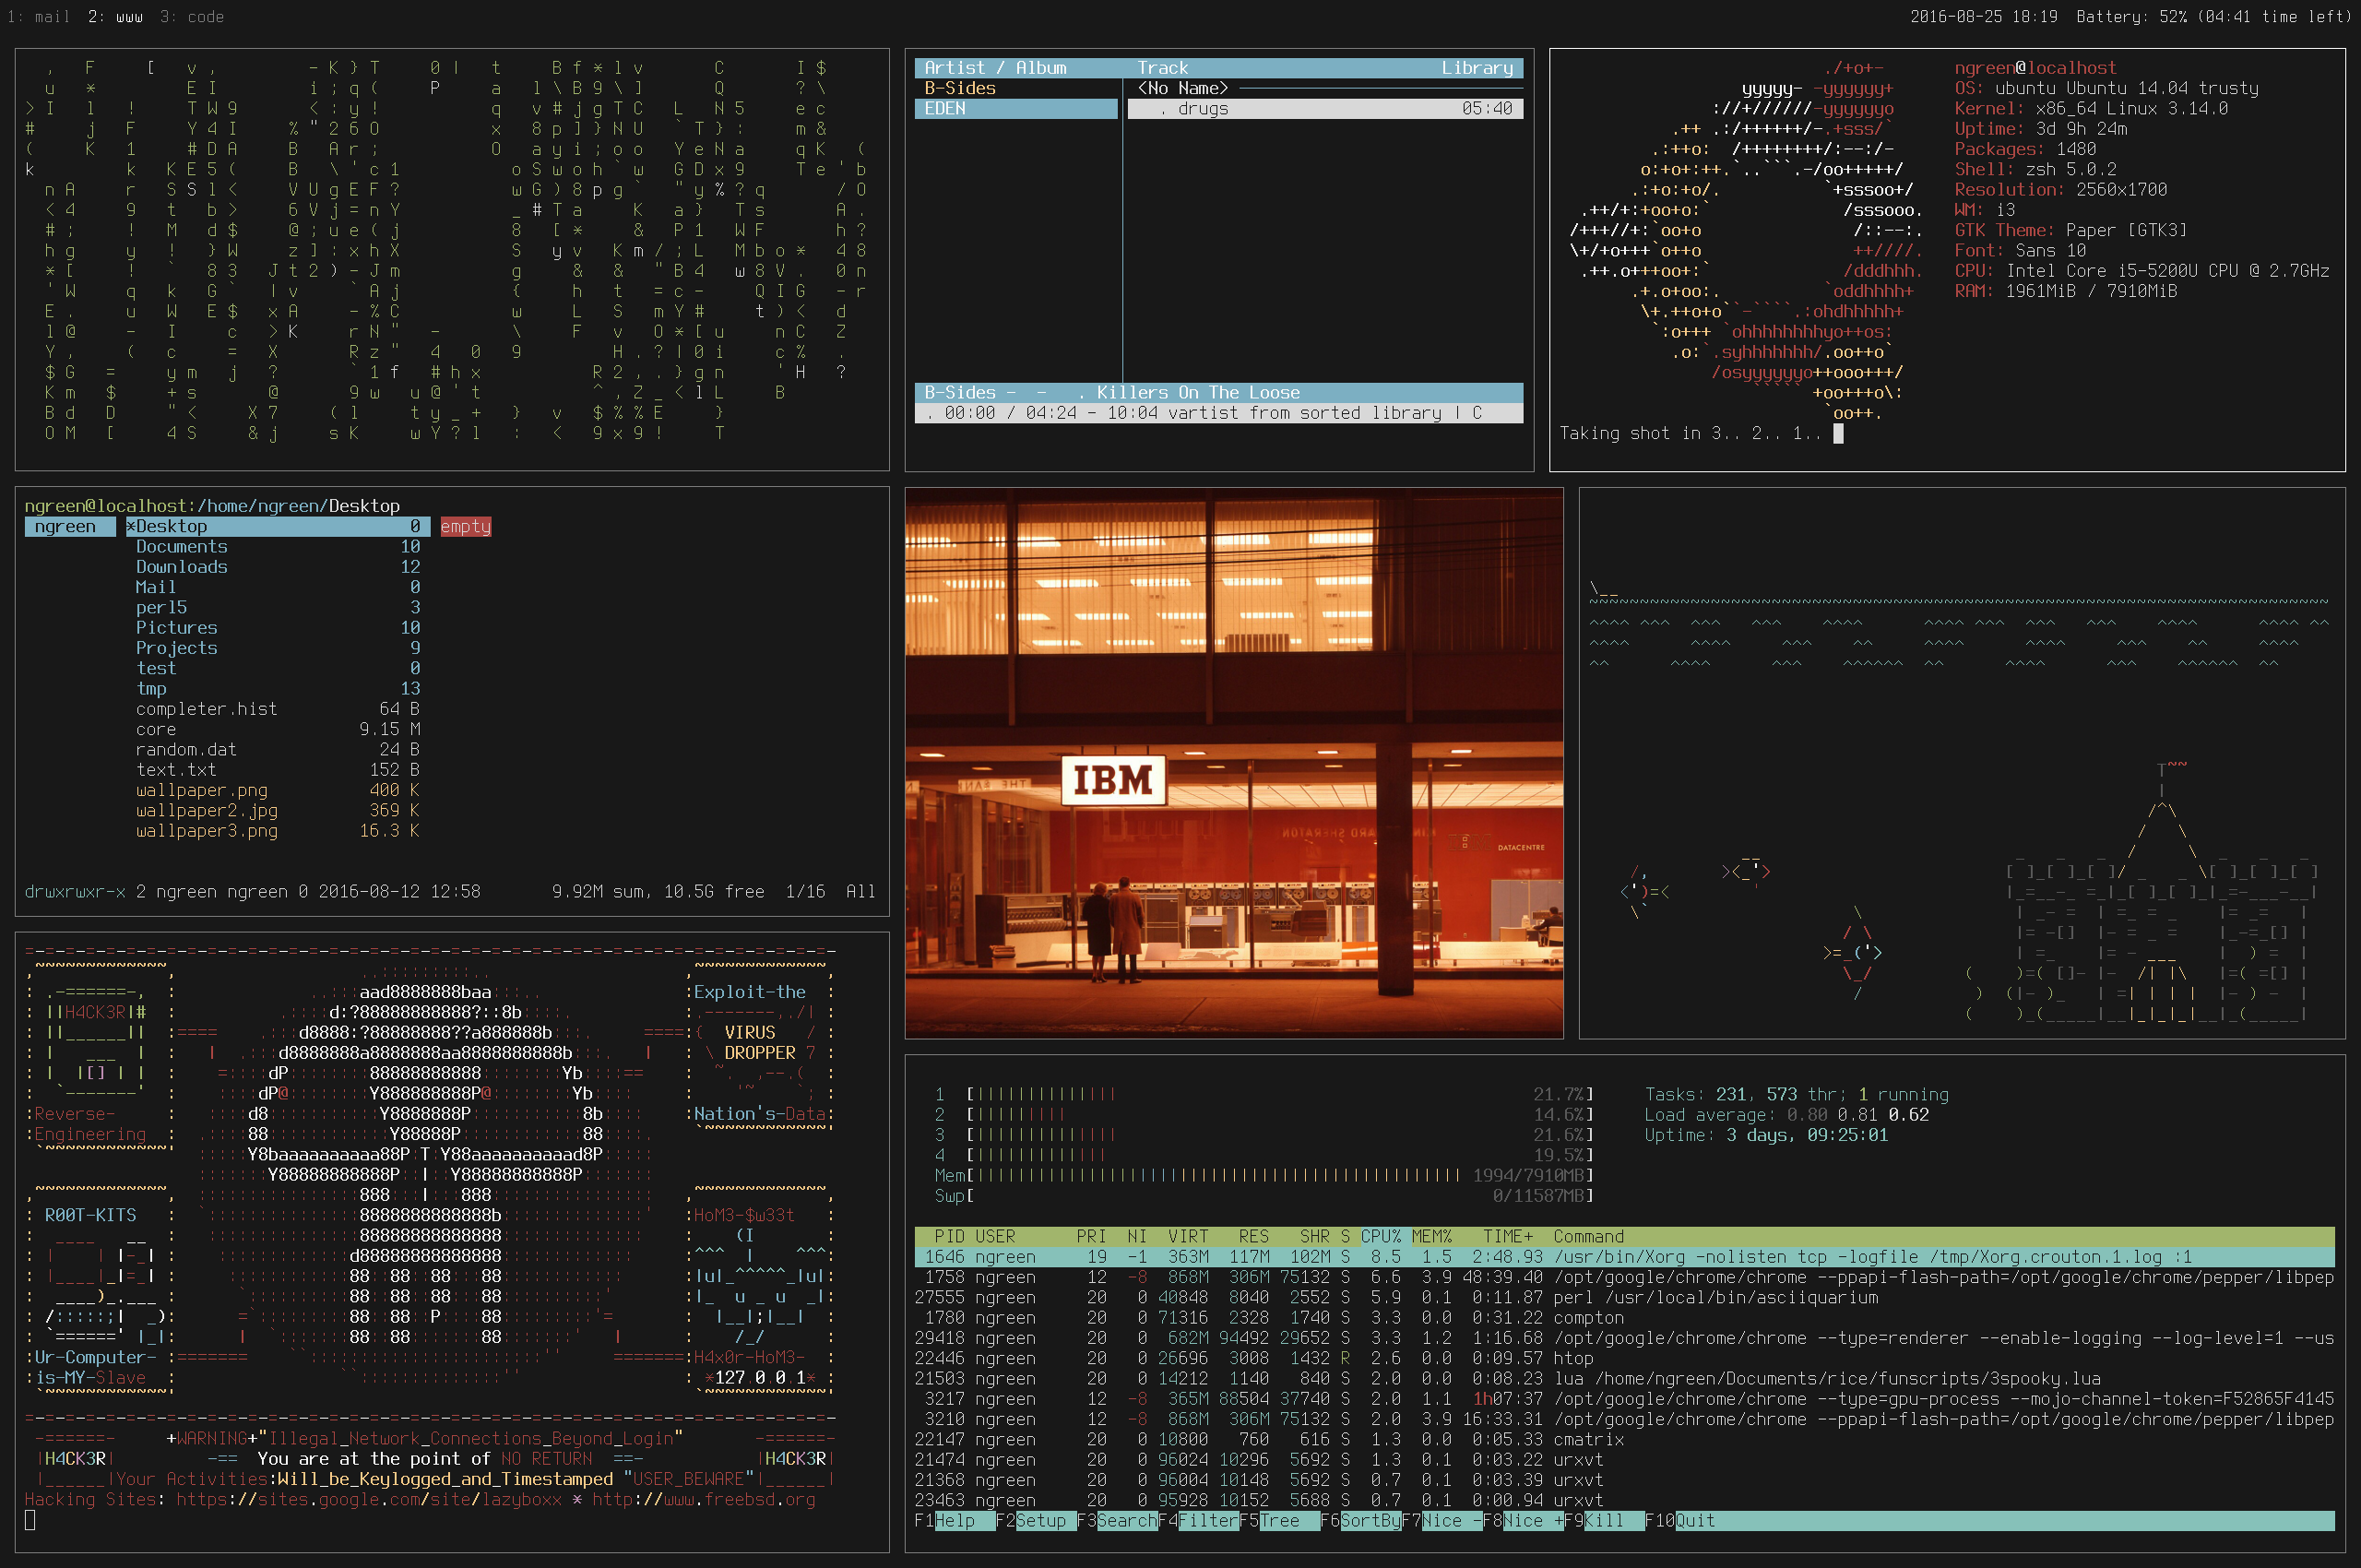 1: mail  2: www  3: code
2016-08-25 18:19  Battery: 52% (04:41 time left)
Artist / Album  Track  Library
B-Sides  <No Name>
EDEN  . drugs  05:40
B-Sides -  -   . Killers On The Loose
. 00:00 / 04:24 - 10:04 vartist from sorted library | C
ngreen@localhost
OS: ubuntu Ubuntu 14.04 trusty
Kernel: x86_64 Linux 3.14.0
Uptime: 3d 9h 24m
Packages: 1480
Shell: zsh 5.0.2
Resolution: 2560x1700
WM: i3
GTK Theme: Paper [GTK3]
Font: Sans 10
CPU: Intel Core i5-5200U CPU @ 2.7GHz
RAM: 1961MiB / 7910MiB
Taking shot in 3.. 2.. 1..
ngreen@localhost:/home/ngreen/Desktop
ngreen  *Desktop  0  empty
Documents  10
Downloads  12
Mail  0
perl5  3
Pictures  10
Projects  9
test  0
tmp  13
completer.hist  64 B
core  9.15 M
random.dat  24 B
text.txt  152 B
wallpaper.png  400 K
wallpaper2.jpg  369 K
wallpaper3.png  16.3 K
drwxrwxr-x 2 ngreen ngreen 0 2016-08-12 12:58  9.92M sum, 10.5G free  1/16  All
IBM
DATACENTRE
H4CK3R
Reverse-
Engineering
Exploit-the
VIRUS
DROPPER
Nation's-Data
R00T-KITS
Ur-Computer-
is-MY-Slave
HoM3-$w33t
H4x0r-HoM3-
*127.0.0.1*
+WARNING+"Illegal_Network_Connections_Beyond_Login"
|H4CK3R|  -==  You are at the point of NO RETURN  ==-  |H4CK3R|
|______|Your Activities:Will_be_Keylogged_and_Timestamped "USER_BEWARE"|______|
Hacking Sites: https://sites.google.com/site/lazyboxx * http://www.freebsd.org
1  21.7%
2  14.6%
3  21.6%
4  19.5%
Mem  1994/7910MB
Swp  0/11587MB
Tasks: 231, 573 thr; 1 running
Load average: 0.80 0.81 0.62
Uptime: 3 days, 09:25:01
PID USER  PRI  NI  VIRT  RES  SHR S CPU% MEM%  TIME+  Command
1646 ngreen  19  -1  363M  117M  102M S  8.5  1.5  2:48.93 /usr/bin/Xorg -nolisten tcp -logfile /tmp/Xorg.crouton.1.log :1
1758 ngreen  12  -8  868M  306M 75132 S  6.6  3.9 48:39.40 /opt/google/chrome/chrome --ppapi-flash-path=/opt/google/chrome/pepper/libpep
27555 ngreen  20  0 40848  8040  2552 S  5.9  0.1  0:11.87 perl /usr/local/bin/asciiquarium
1780 ngreen  20  0 71316  2328  1740 S  3.3  0.0  0:31.22 compton
29418 ngreen  20  0  682M 94492 29652 S  3.3  1.2  1:16.68 /opt/google/chrome/chrome --type=renderer --enable-logging --log-level=1 --us
22446 ngreen  20  0 26696  3008  1432 R  2.6  0.0  0:09.57 htop
21503 ngreen  20  0 14212  1140  840 S  2.0  0.0  0:08.23 lua /home/ngreen/Documents/rice/funscripts/3spooky.lua
3217 ngreen  12  -8  365M 88504 37740 S  2.0  1.1  1h07:37 /opt/google/chrome/chrome --type=gpu-process --mojo-channel-token=F52865F4145
3210 ngreen  12  -8  868M  306M 75132 S  2.0  3.9 16:33.31 /opt/google/chrome/chrome --ppapi-flash-path=/opt/google/chrome/pepper/libpep
22147 ngreen  20  0 10800  760  616 S  1.3  0.0  0:05.33 cmatrix
21474 ngreen  20  0 96024 10296  5692 S  1.3  0.1  0:03.22 urxvt
21368 ngreen  20  0 96004 10148  5692 S  0.7  0.1  0:03.39 urxvt
23463 ngreen  20  0 95928 10152  5688 S  0.7  0.1  0:00.94 urxvt
F1Help  F2Setup F3SearchF4FilterF5Tree  F6SortByF7Nice -F8Nice +F9Kill  F10Quit